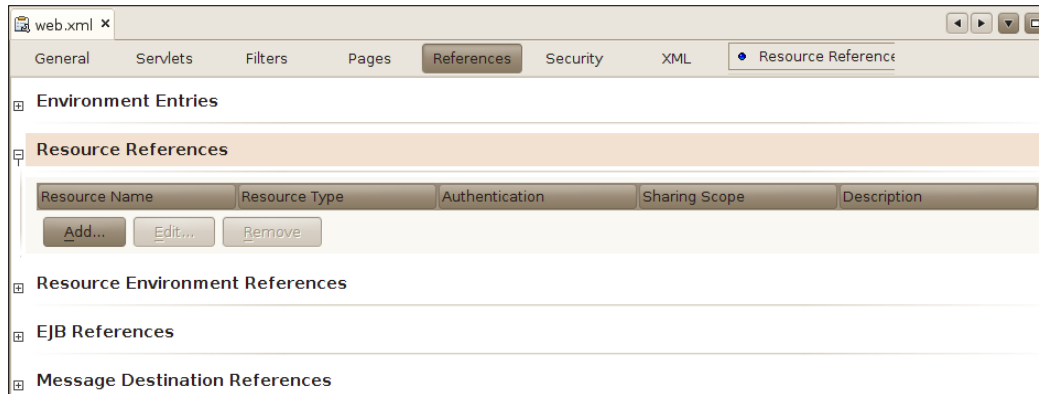 web.xml
General Servlets Filters Pages References Security XML Resource Reference
Environment Entries
Resource References
Resource Name Resource Type Authentication Sharing Scope Description
Add... Edit... Remove
Resource Environment References
EJB References
Message Destination References